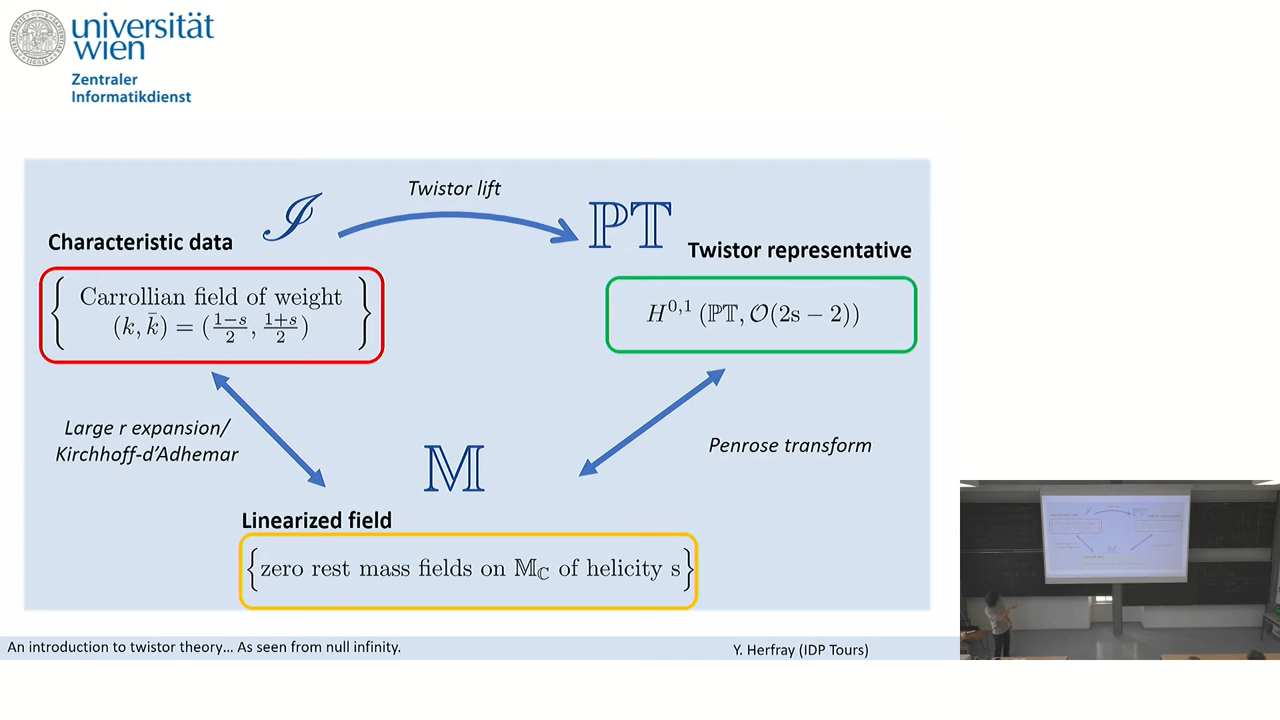 universität
wien
Zentraler
Informatikdienst
Twistor lift
ℐ
ℙ𝕋
Characteristic data
Twistor representative
{ Carrollian field of weight
(k, k̄) = (1−s/2, 1+s/2) }
H^{0,1} (ℙ𝕋, 𝒪(2s − 2))
Large r expansion/
Kirchhoff-d'Adhemar
Penrose transform
𝕄
Linearized field
{zero rest mass fields on 𝕄_ℂ of helicity s}
An introduction to twistor theory... As seen from null infinity.
Y. Herfray (IDP Tours)